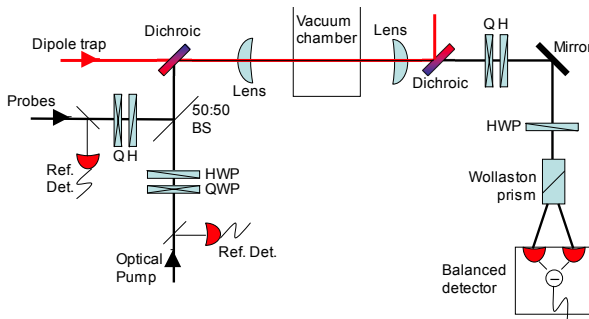 Dipole trap
Dichroic
Lens
Vacuum
chamber
Lens
Dichroic
Q H
Mirror
Probes
50:50
BS
Q H
Ref.
Det.
HWP
QWP
Ref. Det.
Optical
Pump
HWP
Wollaston
prism
Balanced
detector
−